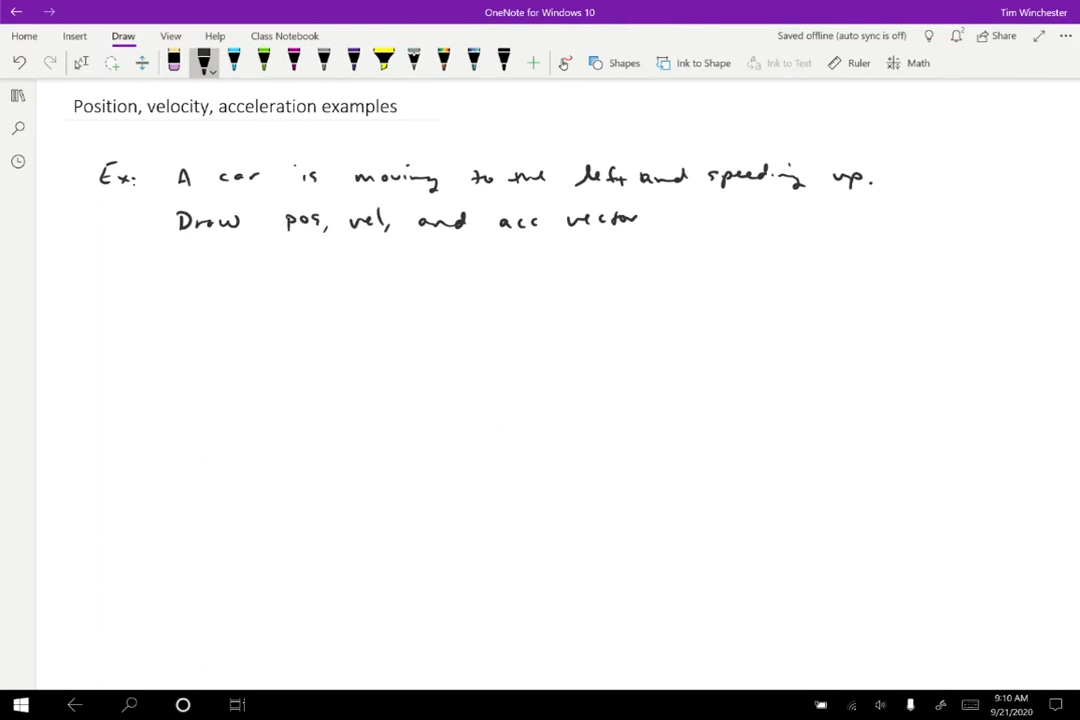 OneNote for Windows 10
Tim Winchester
Home Insert Draw View Help Class Notebook
Saved offline (auto sync is off) Share
Shapes Ink to Shape Ink to Text Ruler Math
Position, velocity, acceleration examples
Ex: A car is moving to the left and speeding up.
Draw pos, vel, and acc vector
9:10 AM
9/21/2020